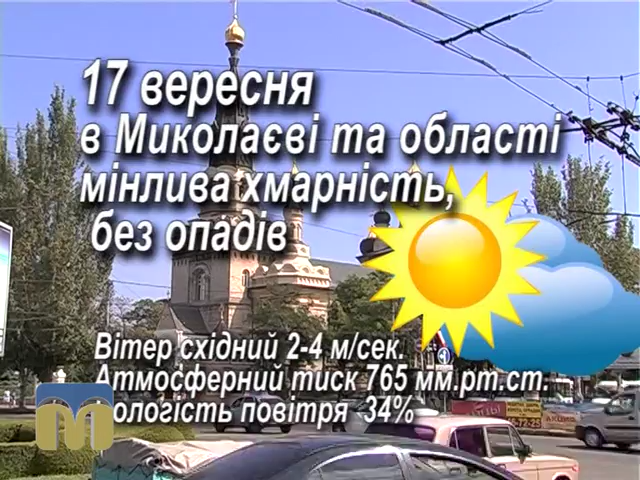 17 вересня
в Миколаєві та області
мінлива хмарність,
без опадів
Вітер східний 2-4 м/сек.
Атмосферний тиск 765 мм.рт.ст.
ологість повітря 34%